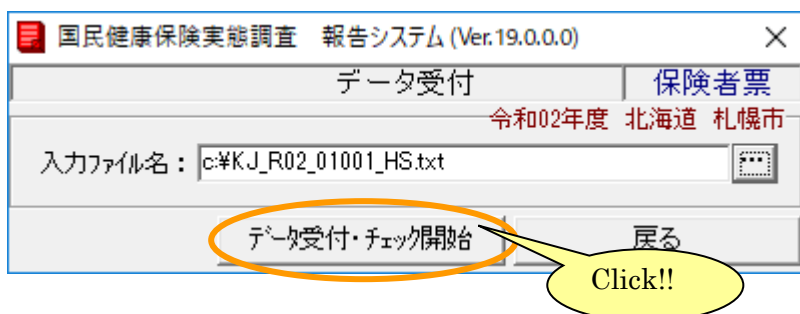 国民健康保険実態調査　報告システム (Ver.19.0.0.0)
データ受付　保険者票
令和02年度　北海道　札幌市
入力ﾌｧｲﾙ名： c:¥KJ_R02_01001_HS.txt ...
ﾃﾞｰﾀ受付・ﾁｪｯｸ開始　戻る
Click!!